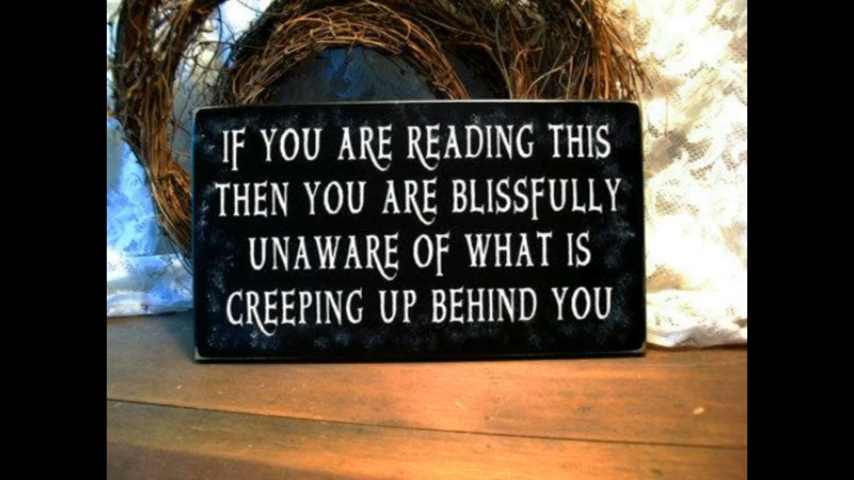 IF YOU ARE READING THIS
THEN YOU ARE BLISSFULLY
UNAWARE OF WHAT IS
CREEPING UP BEHIND YOU